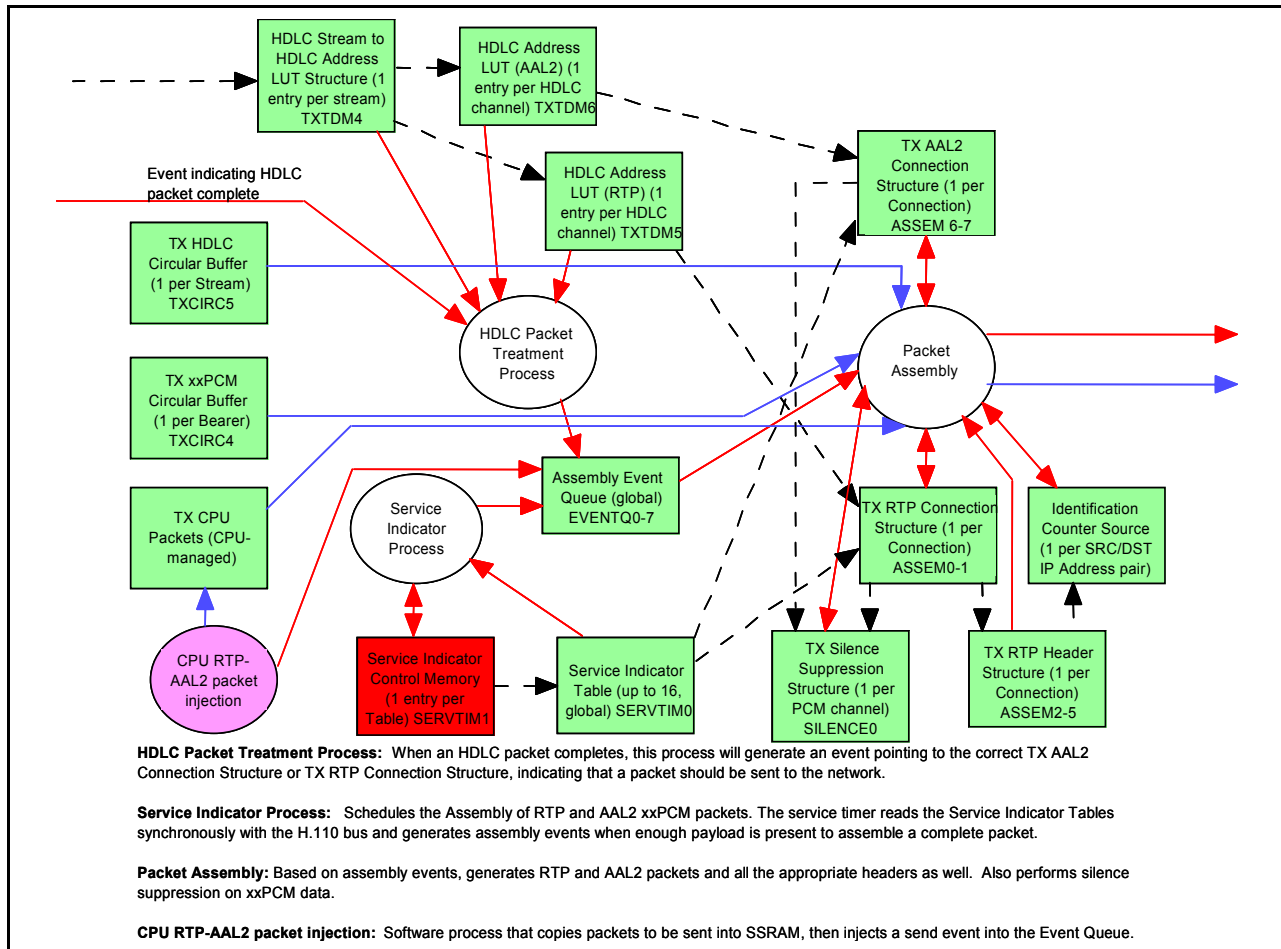 HDLC Stream to
HDLC Address
LUT Structure (1
entry per stream)
TXTDM4
HDLC Address
LUT (AAL2) (1
entry per HDLC
channel) TXTDM6
TX AAL2
Connection
Structure (1 per
Connection)
ASSEM 6-7
HDLC Address
LUT (RTP) (1
entry per HDLC
channel) TXTDM5
Event indicating HDLC
packet complete
TX HDLC
Circular Buffer
(1 per Stream)
TXCIRC5
HDLC Packet
Treatment
Process
Packet
Assembly
TX xxPCM
Circular Buffer
(1 per Bearer)
TXCIRC4
Assembly Event
Queue (global)
EVENTQ0-7
Service
Indicator
Process
TX CPU
Packets (CPU-
managed)
TX RTP Connection
Structure (1 per
Connection)
ASSEM0-1
Identification
Counter Source
(1 per SRC/DST
IP Address pair)
CPU RTP-
AAL2 packet
injection
Service Indicator
Control Memory
(1 entry per
Table) SERVTIM1
Service Indicator
Table (up to 16,
global) SERVTIM0
TX Silence
Suppression
Structure (1 per
PCM channel)
SILENCE0
TX RTP Header
Structure (1 per
Connection)
ASSEM2-5
HDLC Packet Treatment Process: When an HDLC packet completes, this process will generate an event pointing to the correct TX AAL2
Connection Structure or TX RTP Connection Structure, indicating that a packet should be sent to the network.
Service Indicator Process: Schedules the Assembly of RTP and AAL2 xxPCM packets. The service timer reads the Service Indicator Tables
synchronously with the H.110 bus and generates assembly events when enough payload is present to assemble a complete packet.
Packet Assembly: Based on assembly events, generates RTP and AAL2 packets and all the appropriate headers as well. Also performs silence
suppression on xxPCM data.
CPU RTP-AAL2 packet injection: Software process that copies packets to be sent into SSRAM, then injects a send event into the Event Queue.